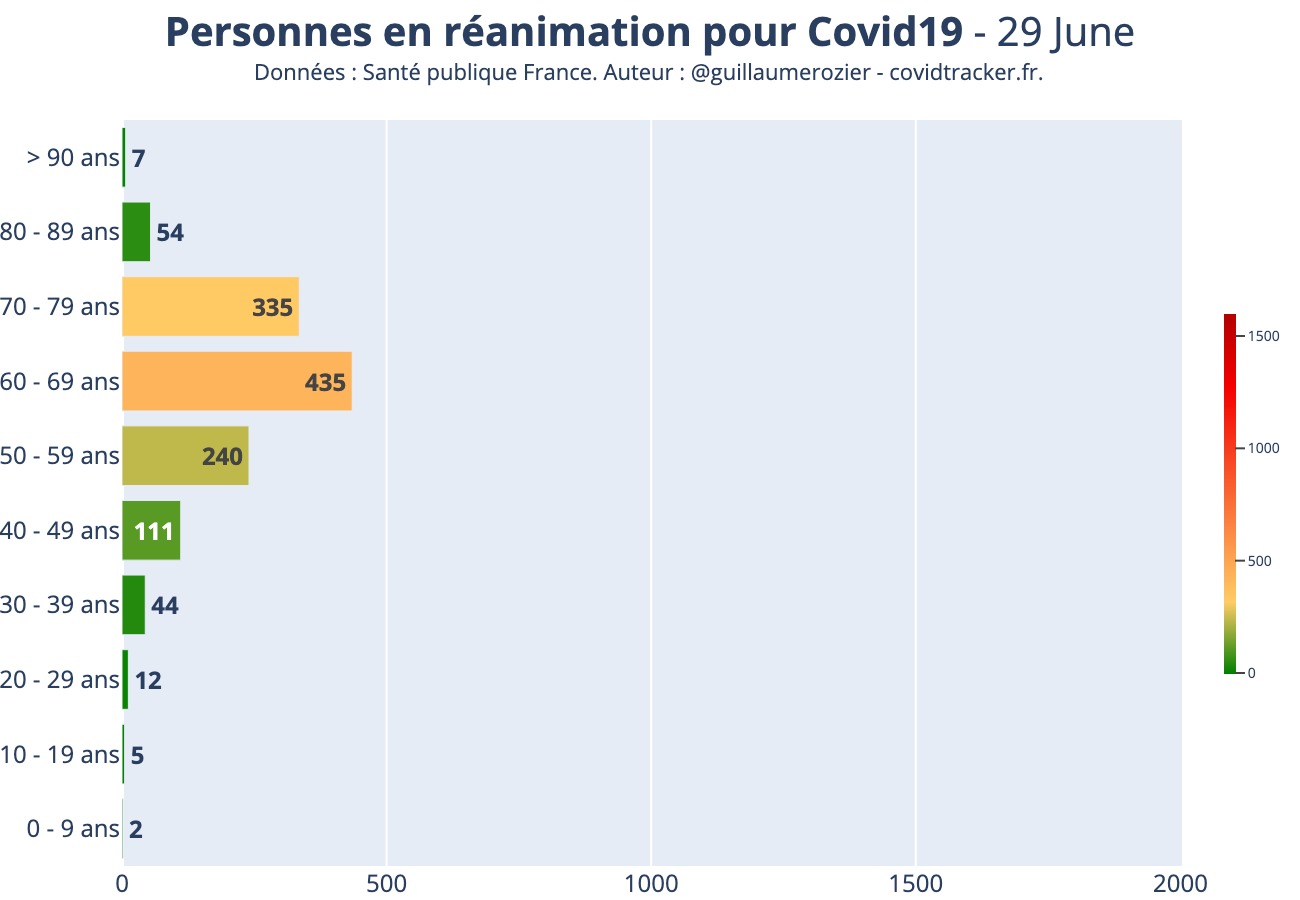 Personnes en réanimation pour Covid19 - 29 June
Données : Santé publique France. Auteur : @guillaumerozier - covidtracker.fr.
> 90 ans 7
80 - 89 ans 54
70 - 79 ans 335
60 - 69 ans 435
50 - 59 ans 240
40 - 49 ans 111
30 - 39 ans 44
20 - 29 ans 12
10 - 19 ans 5
0 - 9 ans 2
0 500 1000 1500 2000
1500
1000
500
0